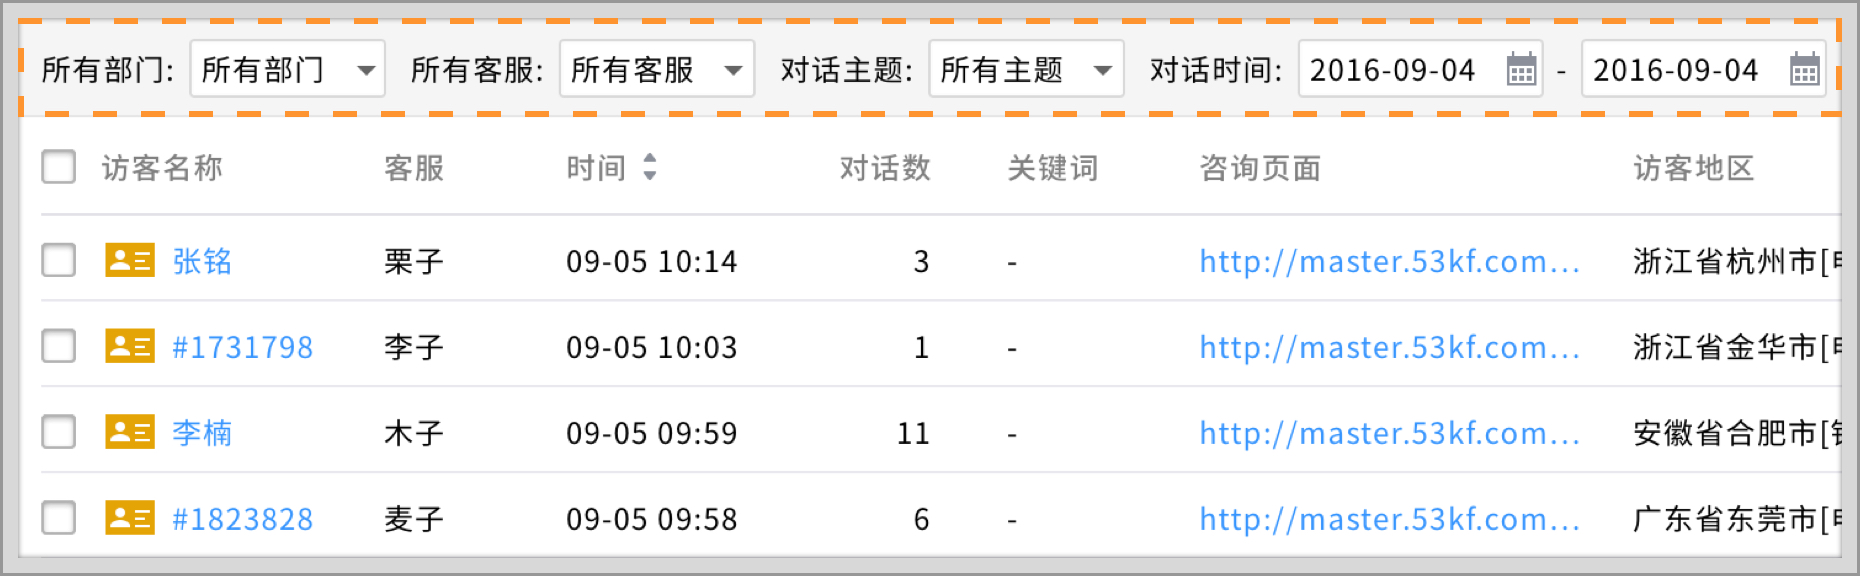 所有部门: 所有部门 所有客服: 所有客服 对话主题: 所有主题 对话时间: 2016-09-04 - 2016-09-04
访客名称 客服 时间 对话数 关键词 咨询页面 访客地区
张铭 栗子 09-05 10:14 3 - http://master.53kf.com... 浙江省杭州市[
#1731798 李子 09-05 10:03 1 - http://master.53kf.com... 浙江省金华市[
李楠 木子 09-05 09:59 11 - http://master.53kf.com... 安徽省合肥市[
#1823828 麦子 09-05 09:58 6 - http://master.53kf.com... 广东省东莞市[